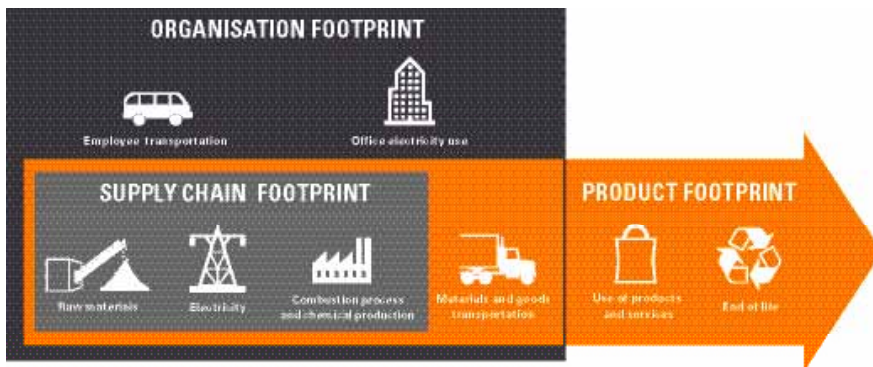 ORGANISATION FOOTPRINT
Employee transportation
Office electricity use
SUPPLY CHAIN FOOTPRINT
PRODUCT FOOTPRINT
Raw materials
Electricity
Combustion process
and chemical production
Materials and goods
transportation
Use of products
and services
End of life